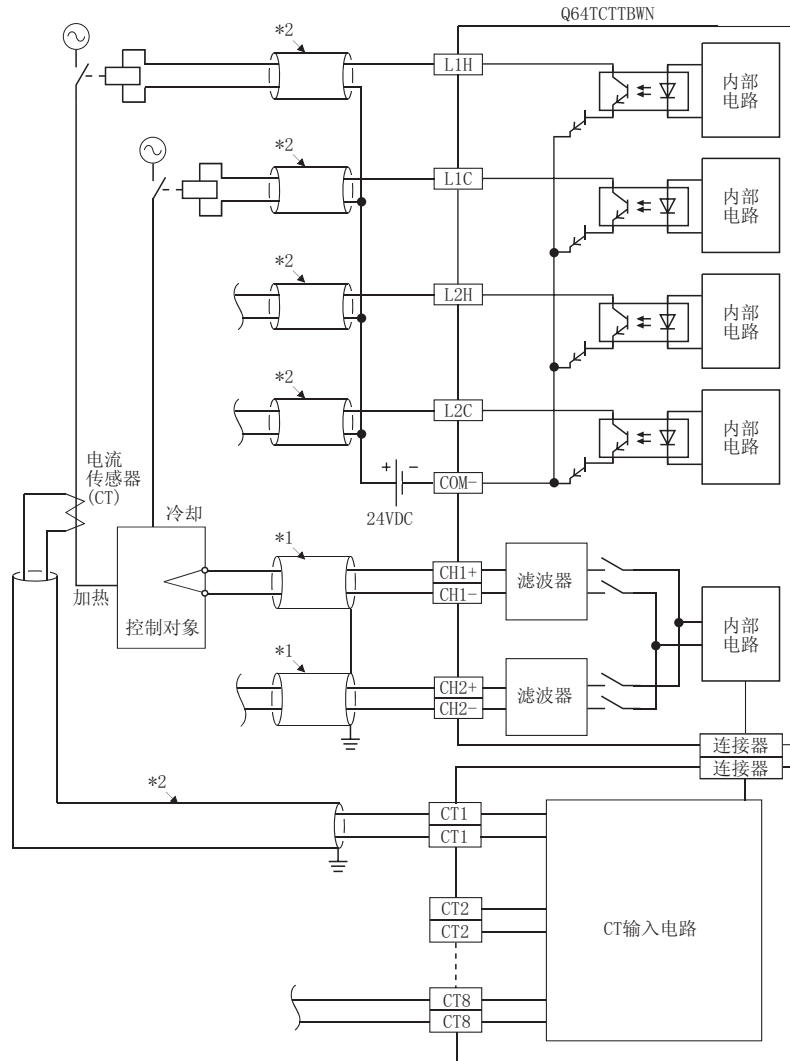 Q64TCTTBWN
*2
L1H
内部
电路
*2
L1C
内部
电路
*2
L2H
内部
电路
*2
L2C
内部
电路
电流
传感器
(CT)
+
-
COM-
24VDC
冷却
*1
CH1+
CH1-
滤波器
加热
控制对象
内部
电路
*1
CH2+
CH2-
滤波器
连接器
连接器
*2
CT1
CT1
CT2
CT2
CT输入电路
CT8
CT8